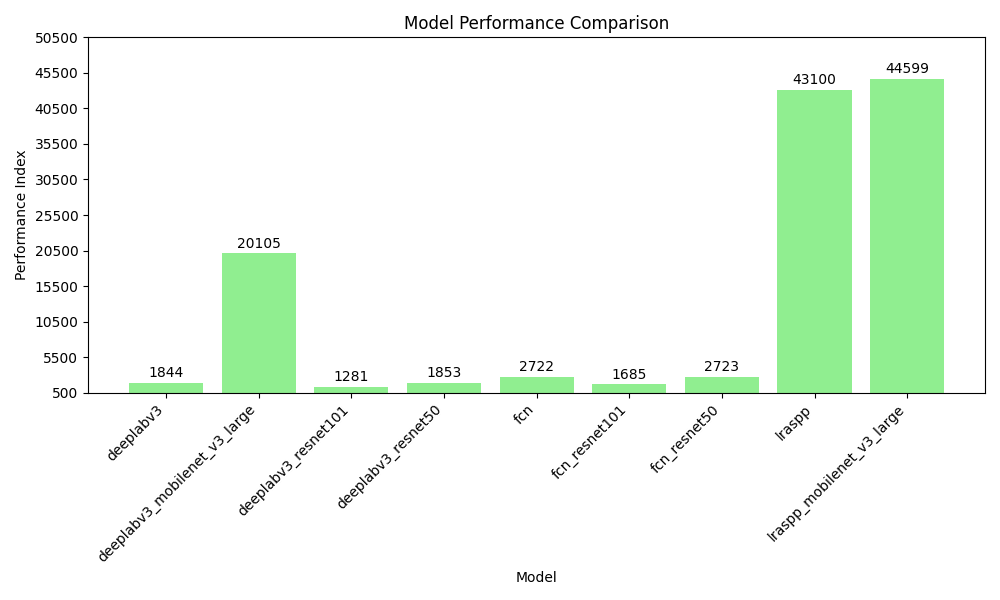 Model Performance Comparison
Performance Index
50500
45500
40500
35500
30500
25500
20500
15500
10500
5500
500
1844
20105
1281
1853
2722
1685
2723
43100
44599
deeplabv3
deeplabv3_mobilenet_v3_large
deeplabv3_resnet101
deeplabv3_resnet50
fcn
fcn_resnet101
fcn_resnet50
lraspp
lraspp_mobilenet_v3_large
Model